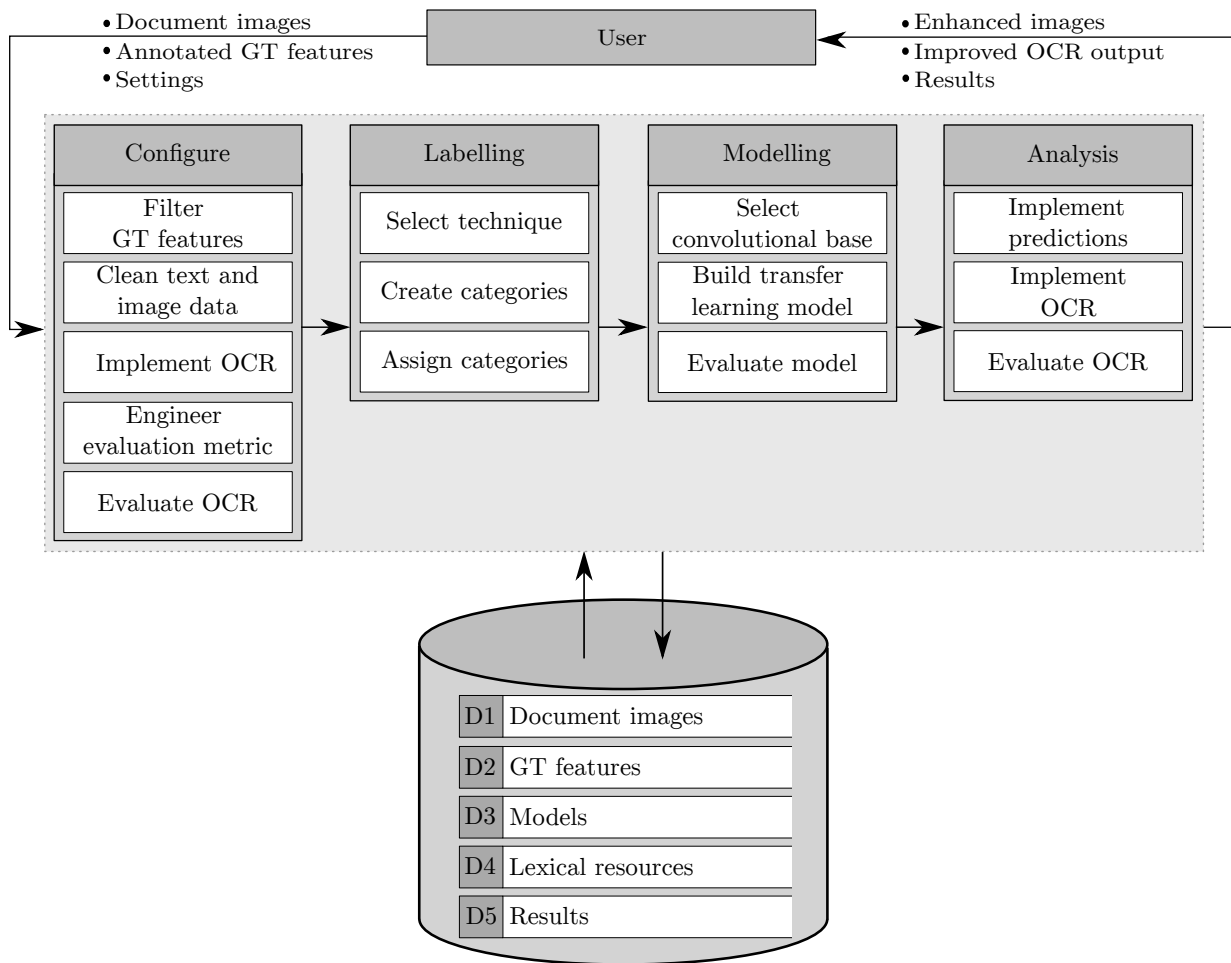 • Document images
• Annotated GT features
• Settings
User
• Enhanced images
• Improved OCR output
• Results
Configure
Filter
GT features
Clean text and
image data
Implement OCR
Engineer
evaluation metric
Evaluate OCR
Labelling
Select technique
Create categories
Assign categories
Modelling
Select
convolutional base
Build transfer
learning model
Evaluate model
Analysis
Implement
predictions
Implement
OCR
Evaluate OCR
D1 Document images
D2 GT features
D3 Models
D4 Lexical resources
D5 Results